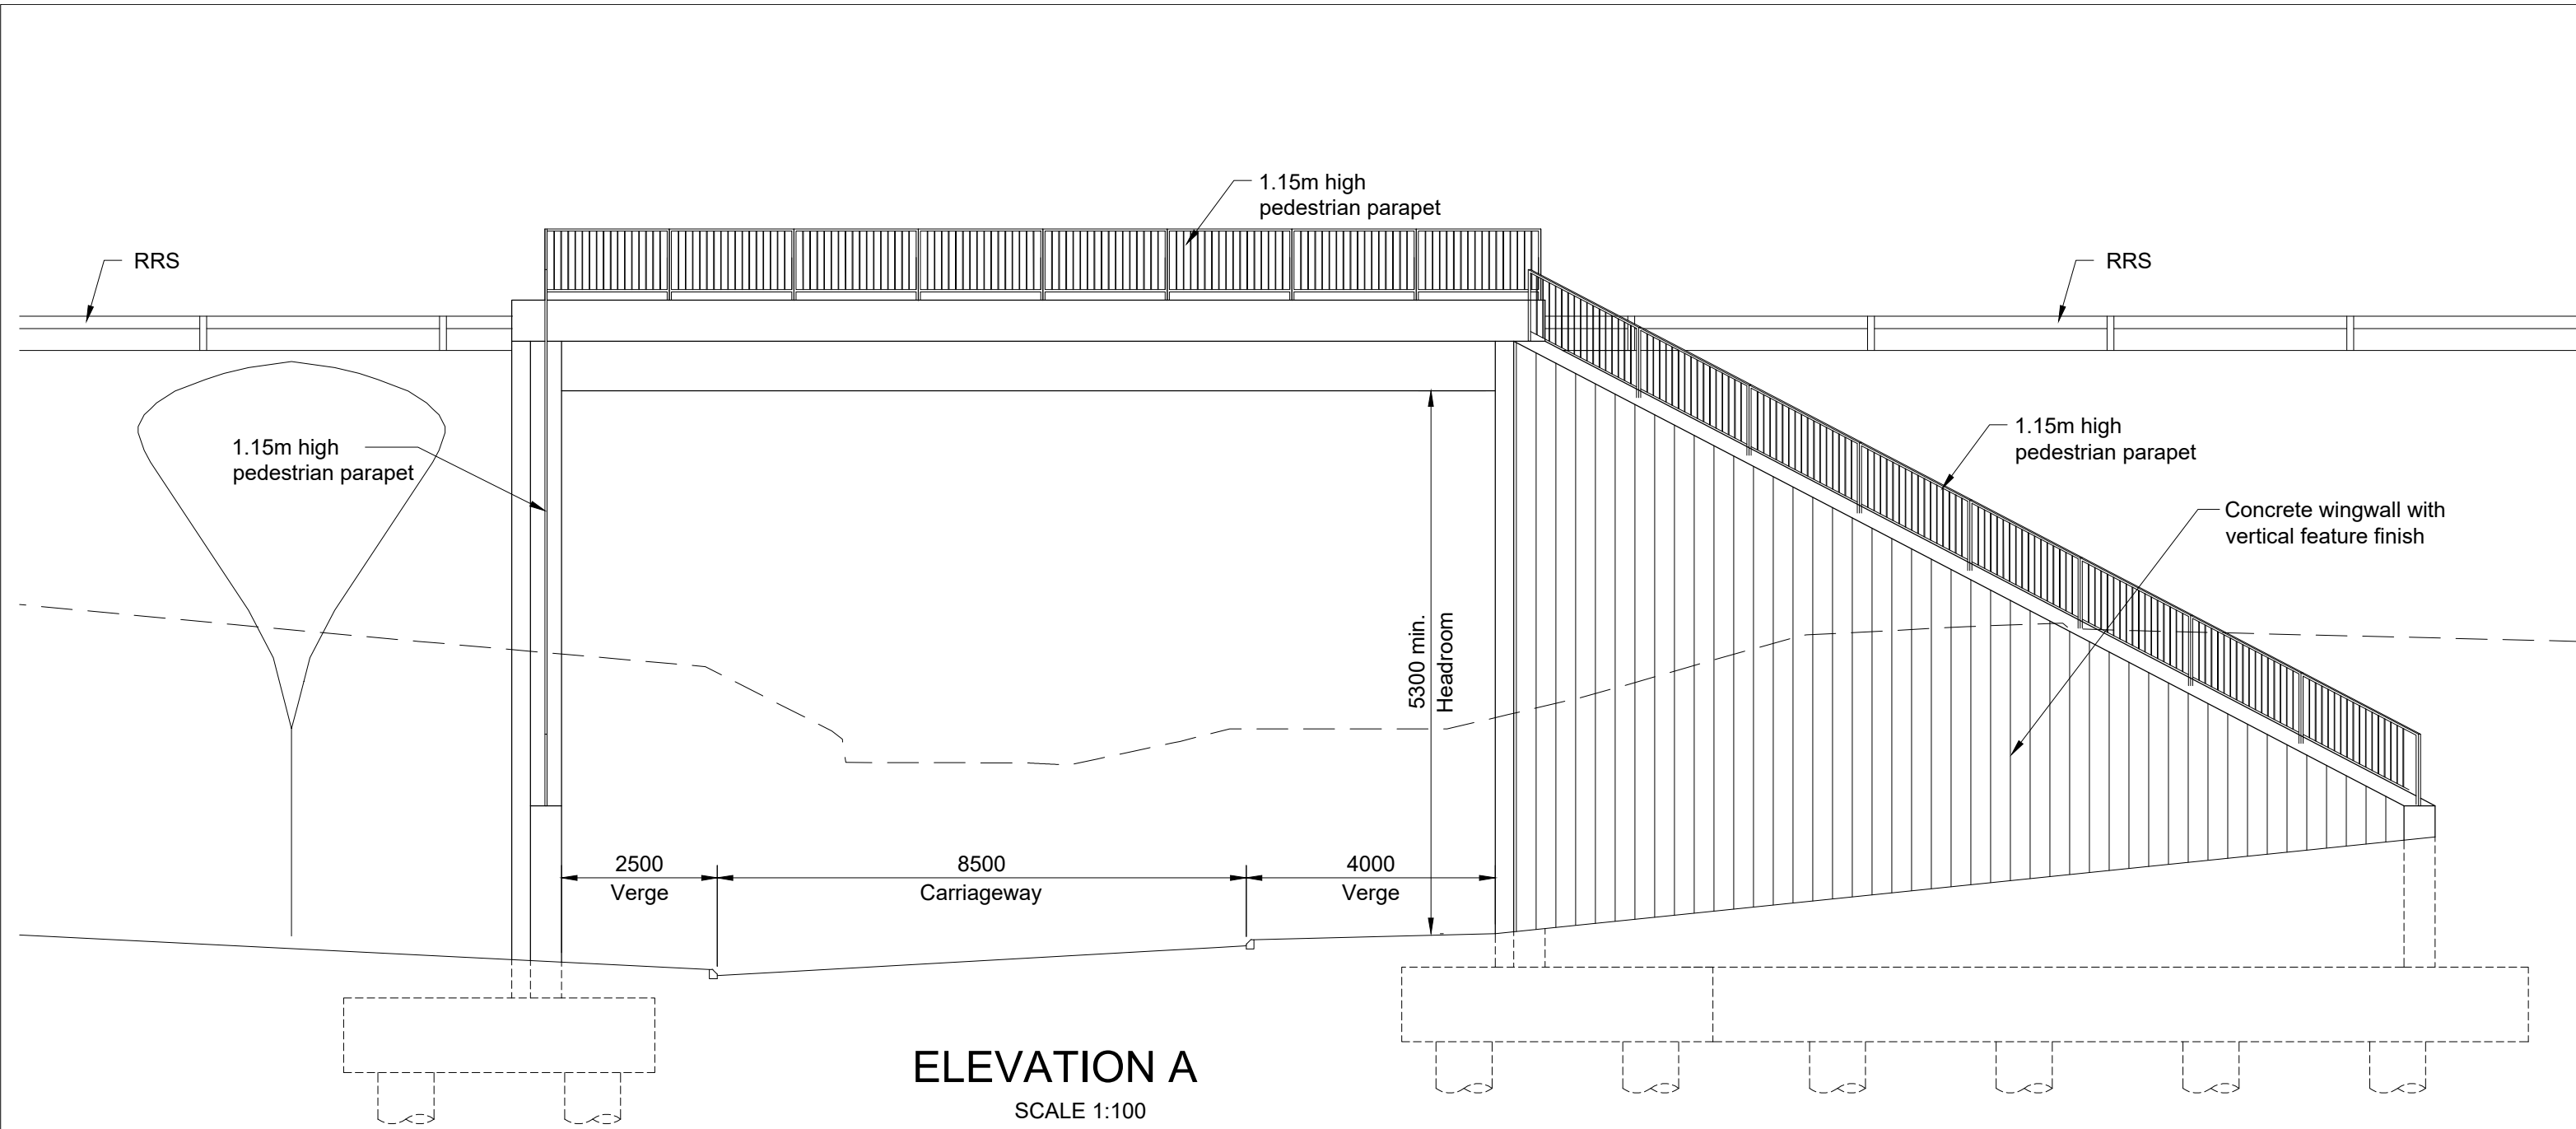 1.15m high
pedestrian parapet
RRS
RRS
1.15m high
pedestrian parapet
1.15m high
pedestrian parapet
Concrete wingwall with
vertical feature finish
5300 min.
Headroom
2500
Verge
8500
Carriageway
4000
Verge
ELEVATION A
SCALE 1:100